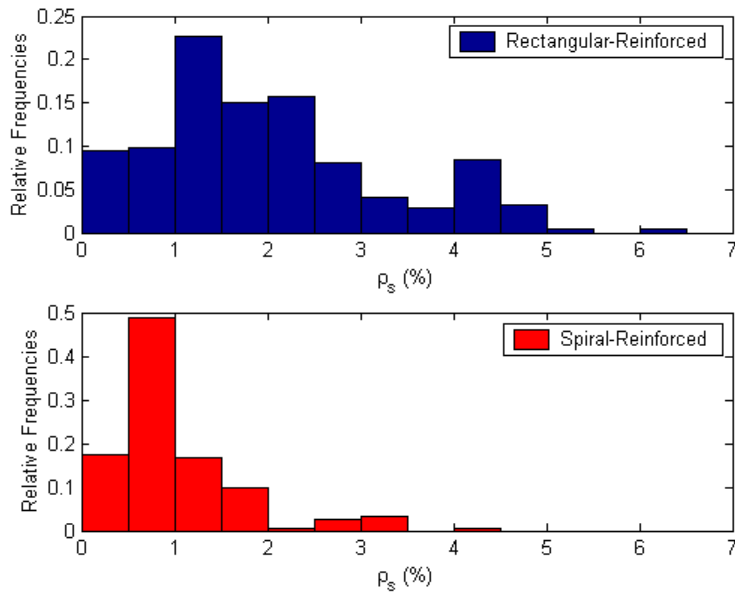 Relative Frequencies
0.25
0.2
0.15
0.1
0.05
0
Rectangular-Reinforced
0 1 2 3 4 5 6 7
ρs (%)
Relative Frequencies
0.5
0.4
0.3
0.2
0.1
0
Spiral-Reinforced
0 1 2 3 4 5 6 7
ρs (%)